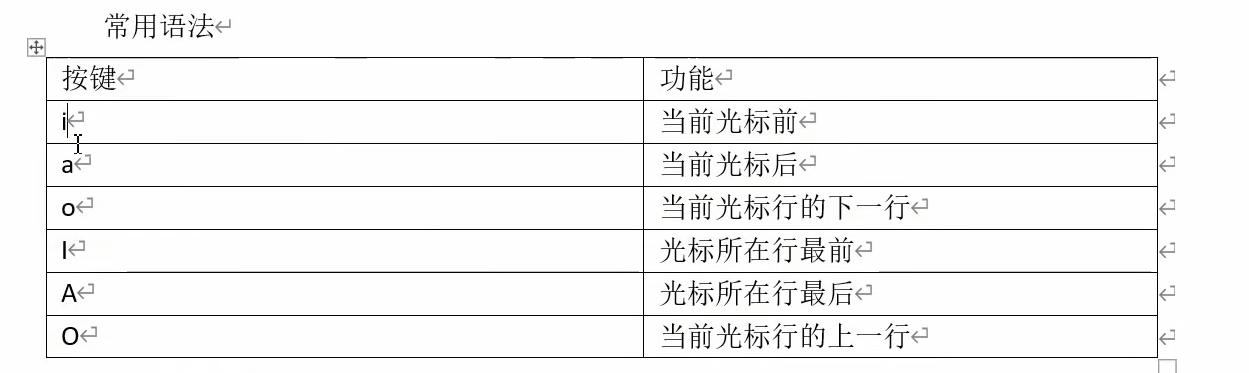 常用语法
按键 功能
i 当前光标前
a 当前光标后
o 当前光标行的下一行
I 光标所在行最前
A 光标所在行最后
O 当前光标行的上一行